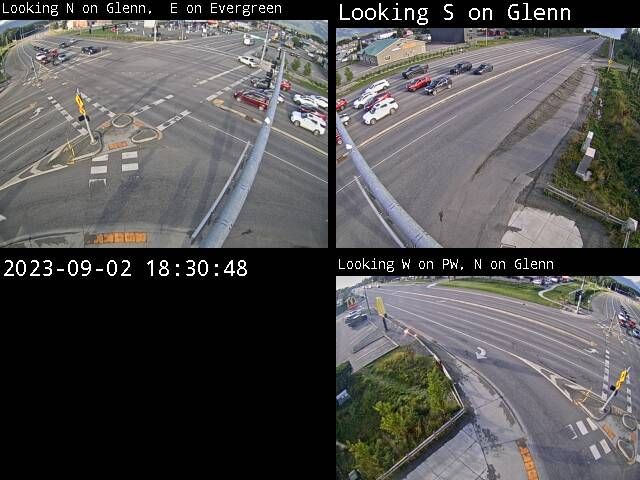 Looking N on Glenn,  E on Evergreen
Looking S on Glenn
2023-09-02 18:30:48
Looking W on PW, N on Glenn